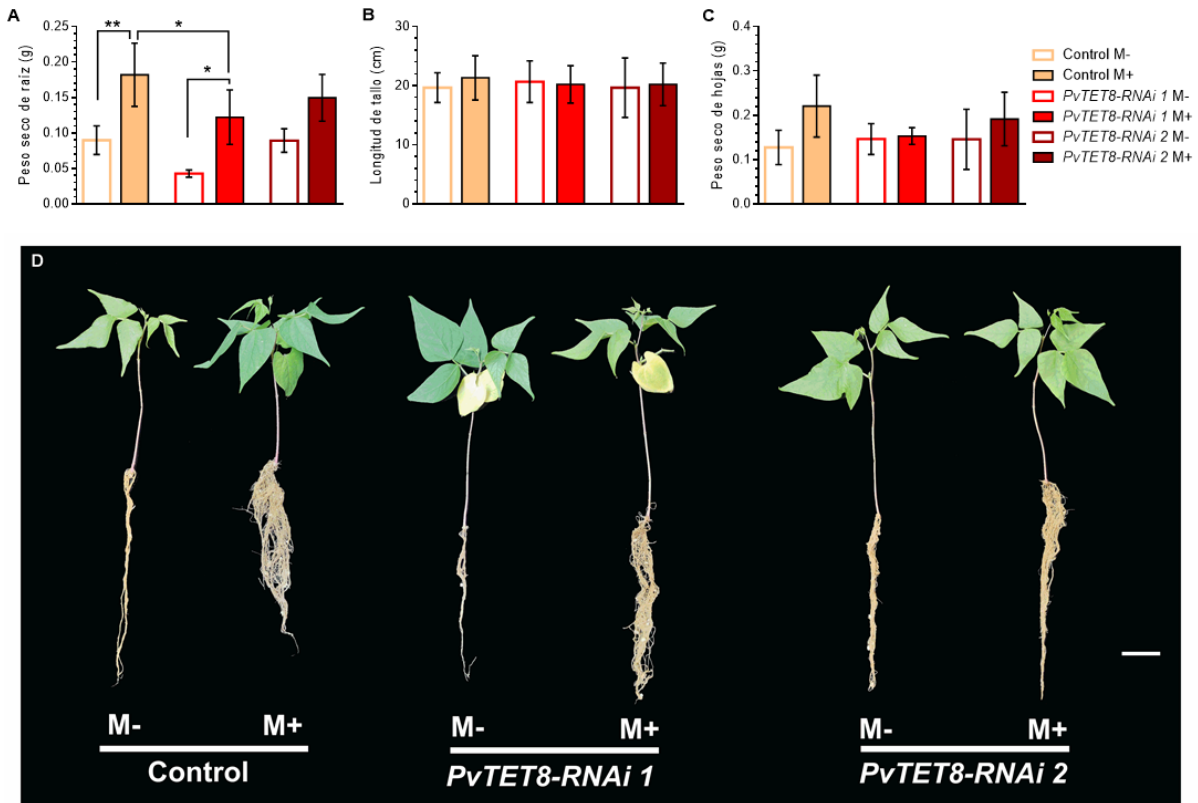 A
Peso seco de raíz (g)
0.25
0.20
0.15
0.10
0.05
0.00
**
*
*
B
Longitud de tallo (cm)
30
20
10
0
C
Peso seco de hojas (g)
0.4
0.3
0.2
0.1
0.0
Control M-
Control M+
PvTET8-RNAi 1 M-
PvTET8-RNAi 1 M+
PvTET8-RNAi 2 M-
PvTET8-RNAi 2 M+
D
M- M+
Control
M- M+
PvTET8-RNAi 1
M- M+
PvTET8-RNAi 2